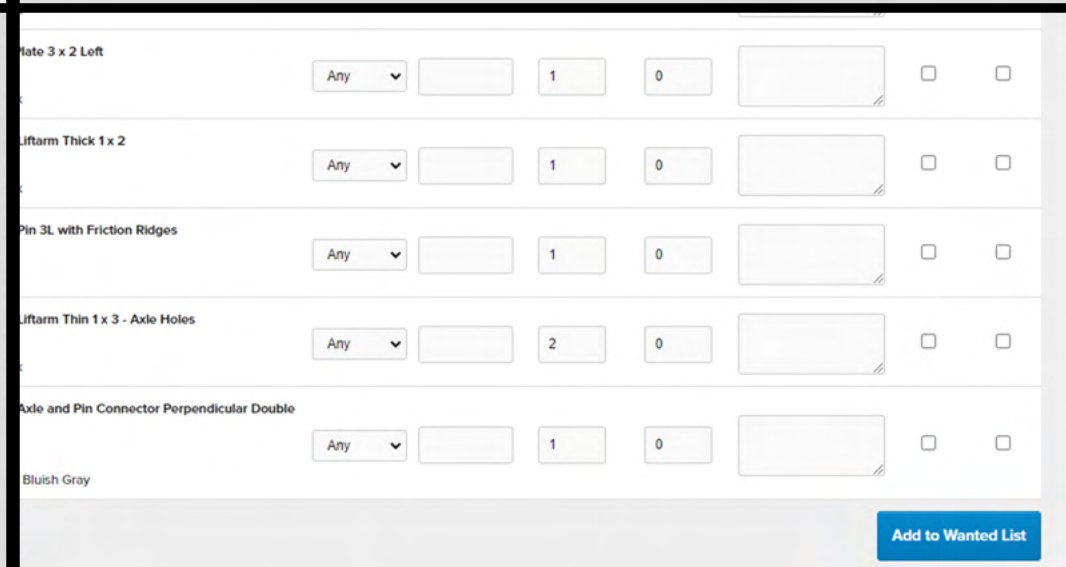 late 3 x 2 Left
Any 1 0
Liftarm Thick 1 x 2
Any 1 0
Pin 3L with Friction Ridges
Any 1 0
Liftarm Thin 1 x 3 - Axle Holes
Any 2 0
Axle and Pin Connector Perpendicular Double
Any 1 0
Bluish Gray
Add to Wanted List